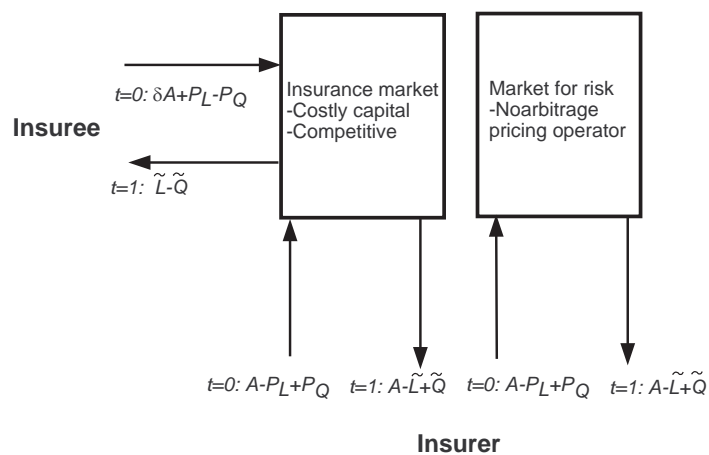 Insurance market
-Costly capital
-Competitive
Market for risk
-Noarbitrage
pricing operator
t=0: δA+P_L-P_Q
Insuree
t=1: L̃-Q̃
t=0: A-P_L+P_Q
t=1: A-L̃+Q̃
t=0: A-P_L+P_Q
t=1: A-L̃+Q̃
Insurer